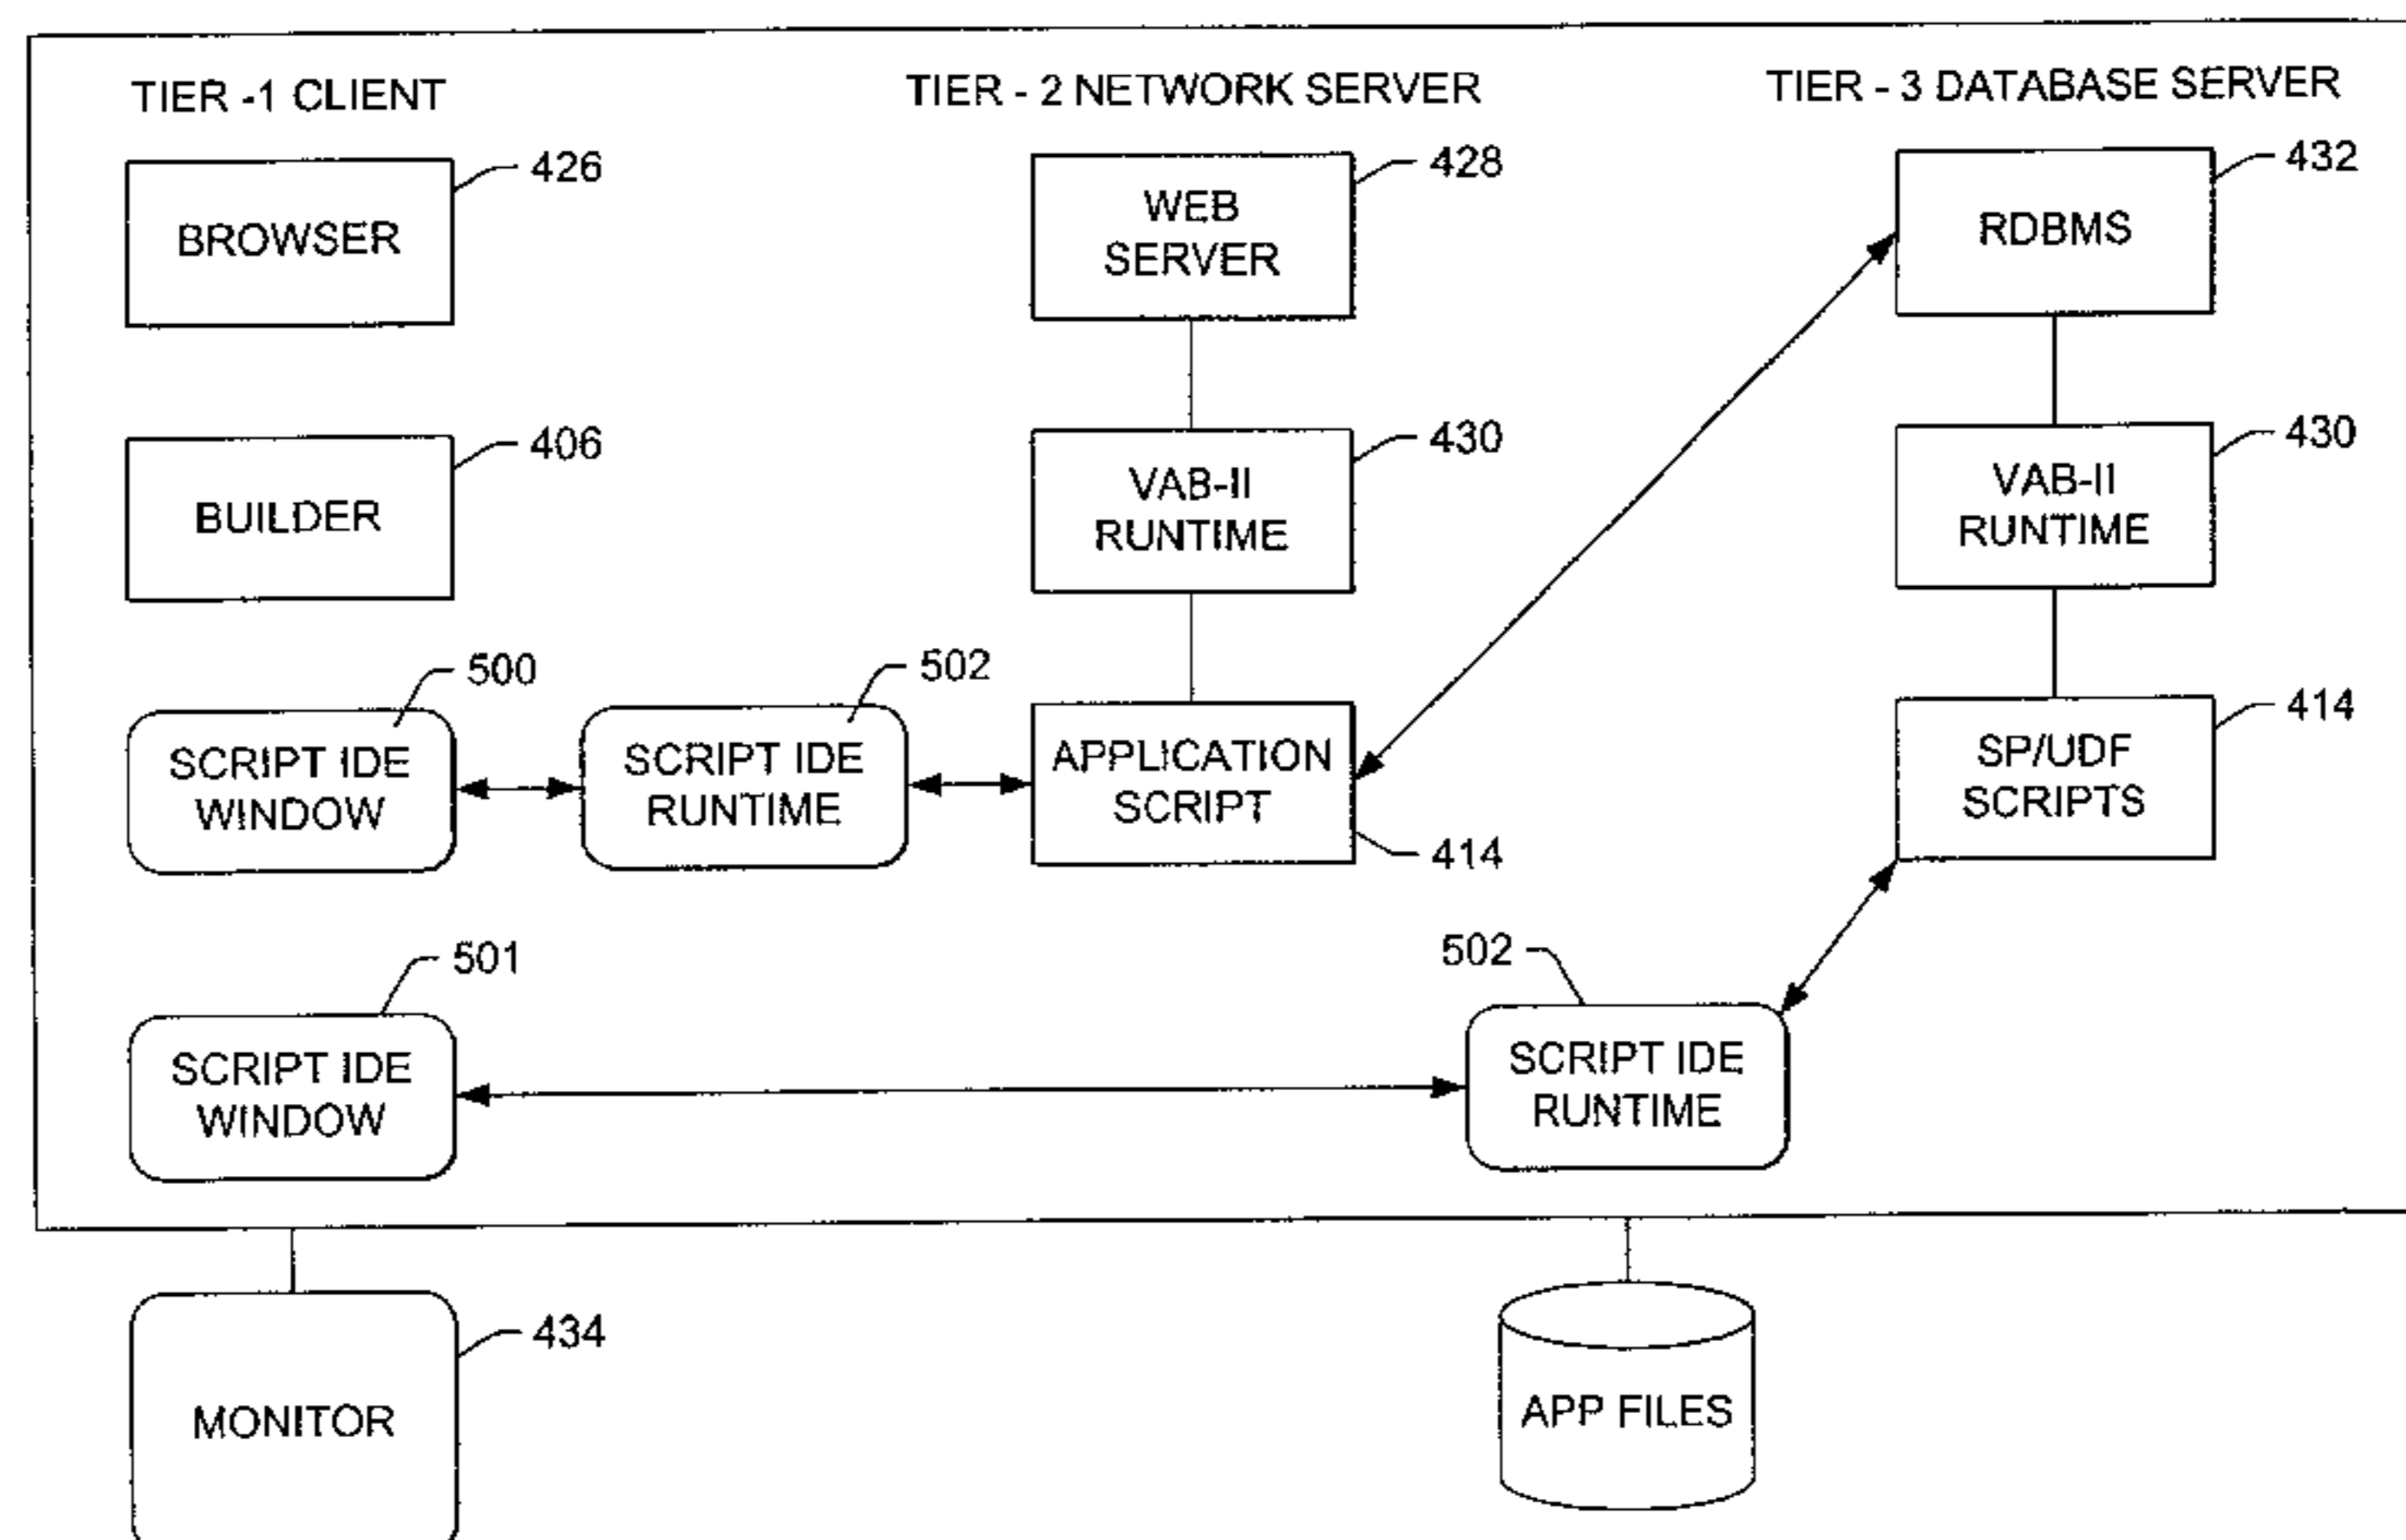 TIER -1 CLIENT
TIER - 2 NETWORK SERVER
TIER - 3 DATABASE SERVER
426
428
432
BROWSER
WEB
SERVER
RDBMS
406
430
430
BUILDER
VAB-II
RUNTIME
VAB-II
RUNTIME
500
502
414
SCRIPT IDE
WINDOW
SCRIPT IDE
RUNTIME
APPLICATION
SCRIPT
SP/UDF
SCRIPTS
414
501
502
SCRIPT IDE
WINDOW
SCRIPT IDE
RUNTIME
434
MONITOR
APP FILES